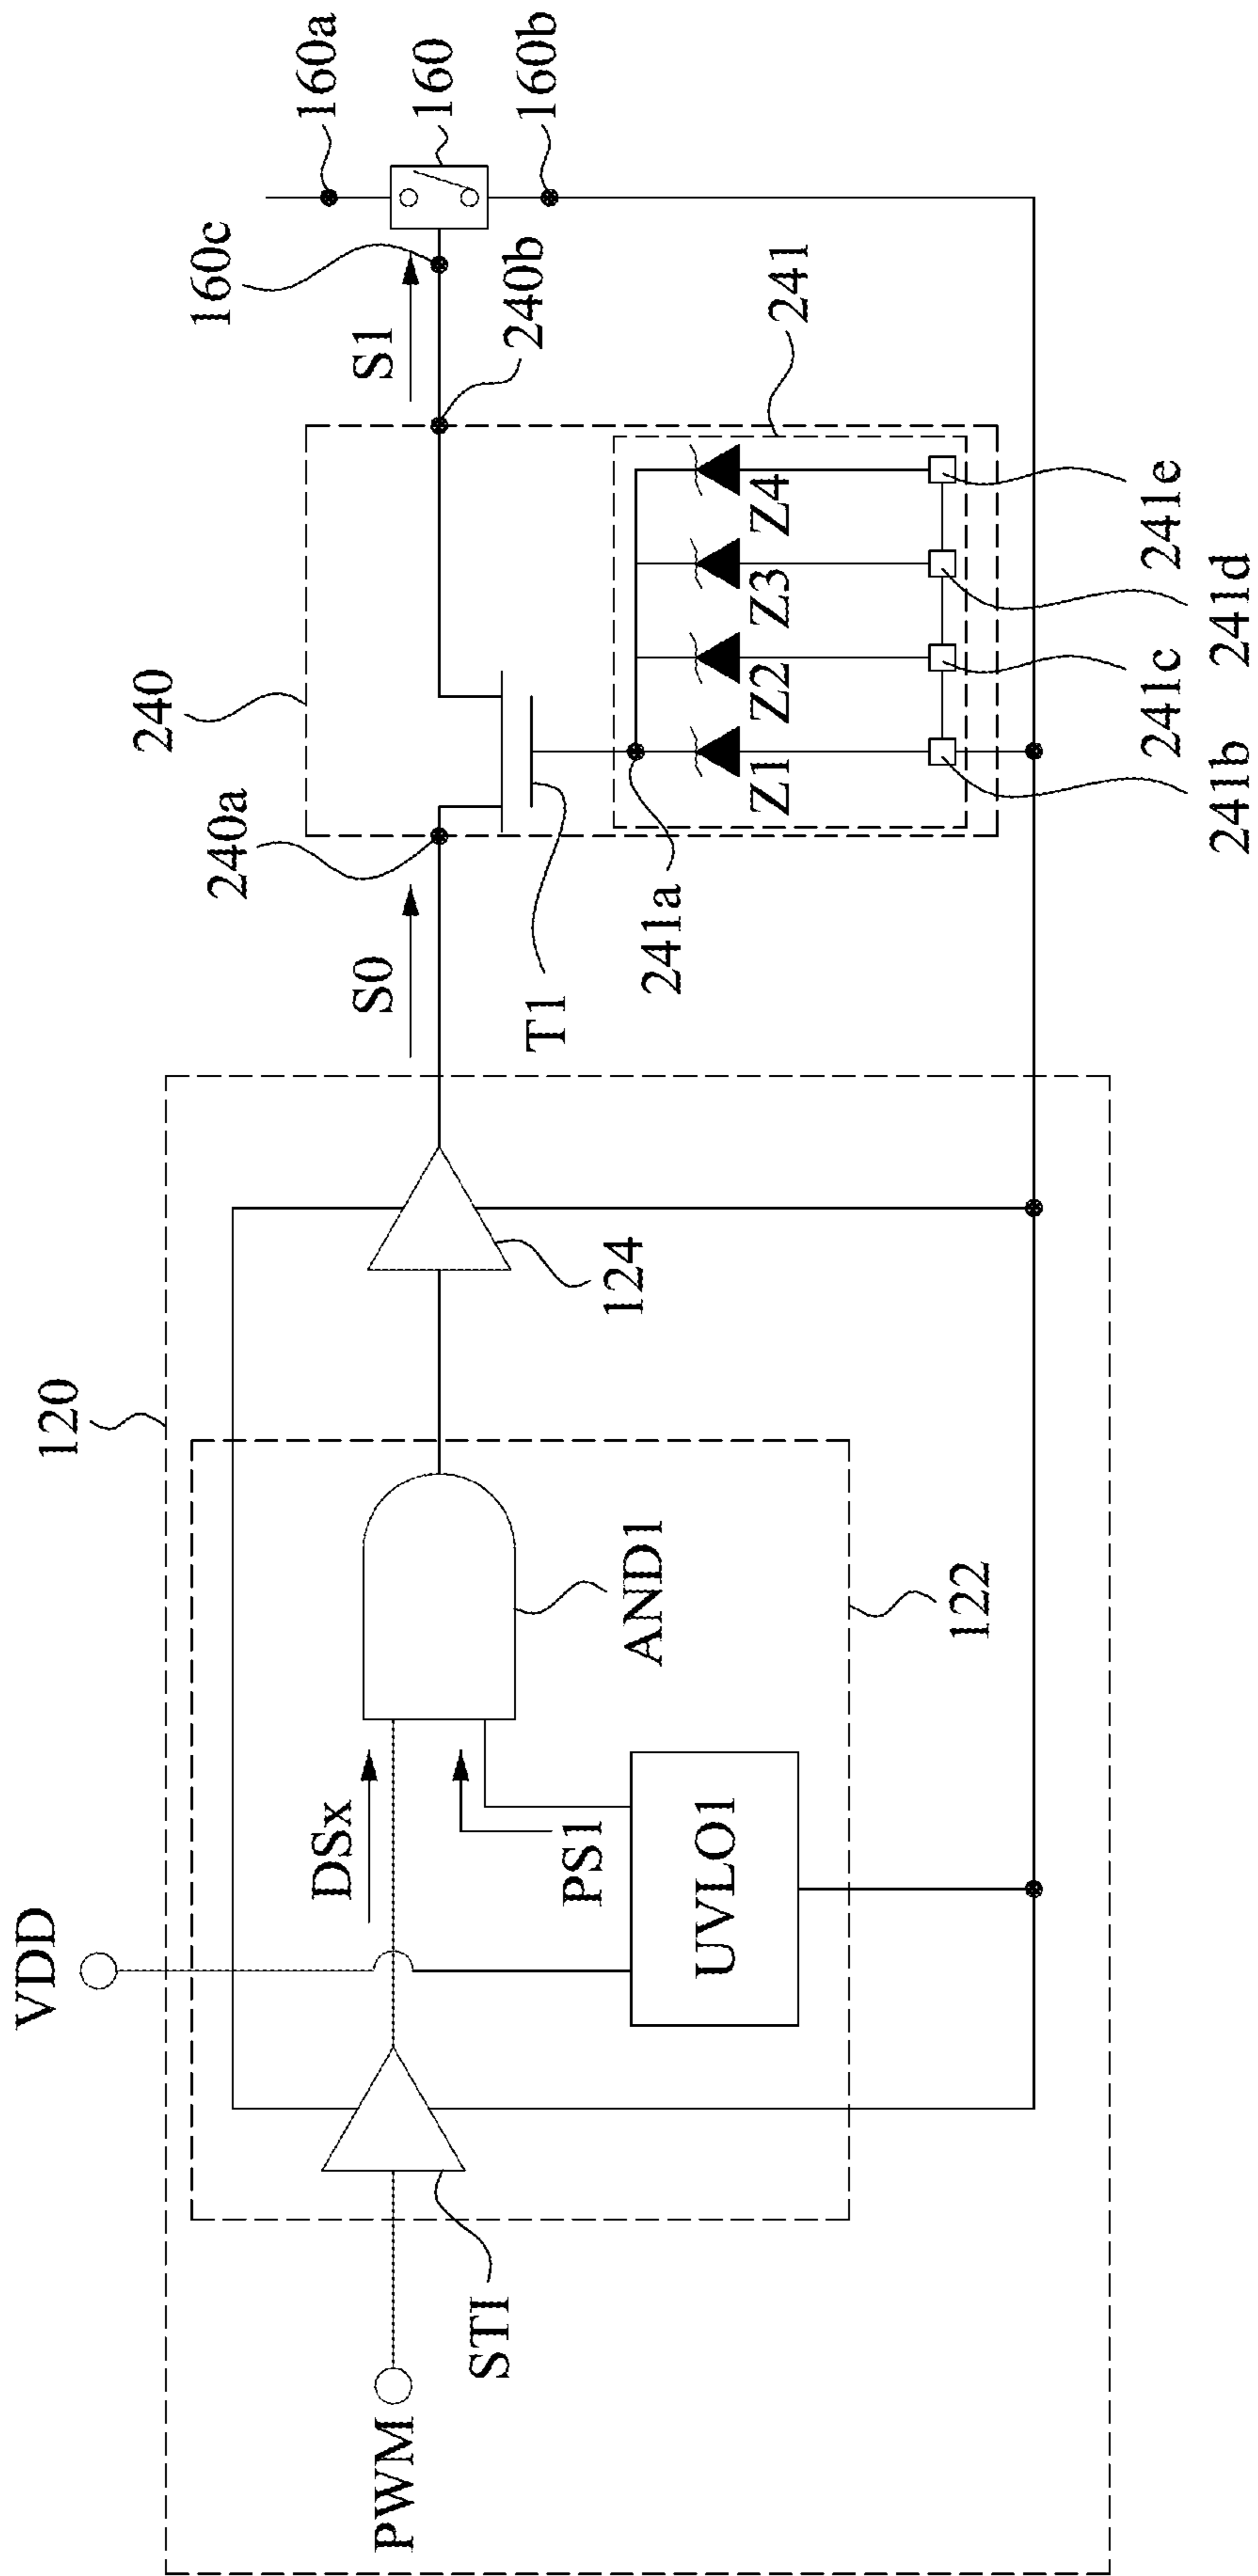 VDD
PWM
STI
DSx
PS1
UVLO1
AND1
122
120
124
S0
240a
240
T1
241a
Z1
Z2
Z3
Z4
241
241b
241c
241d
241e
240b
S1
160c
160a
160
160b